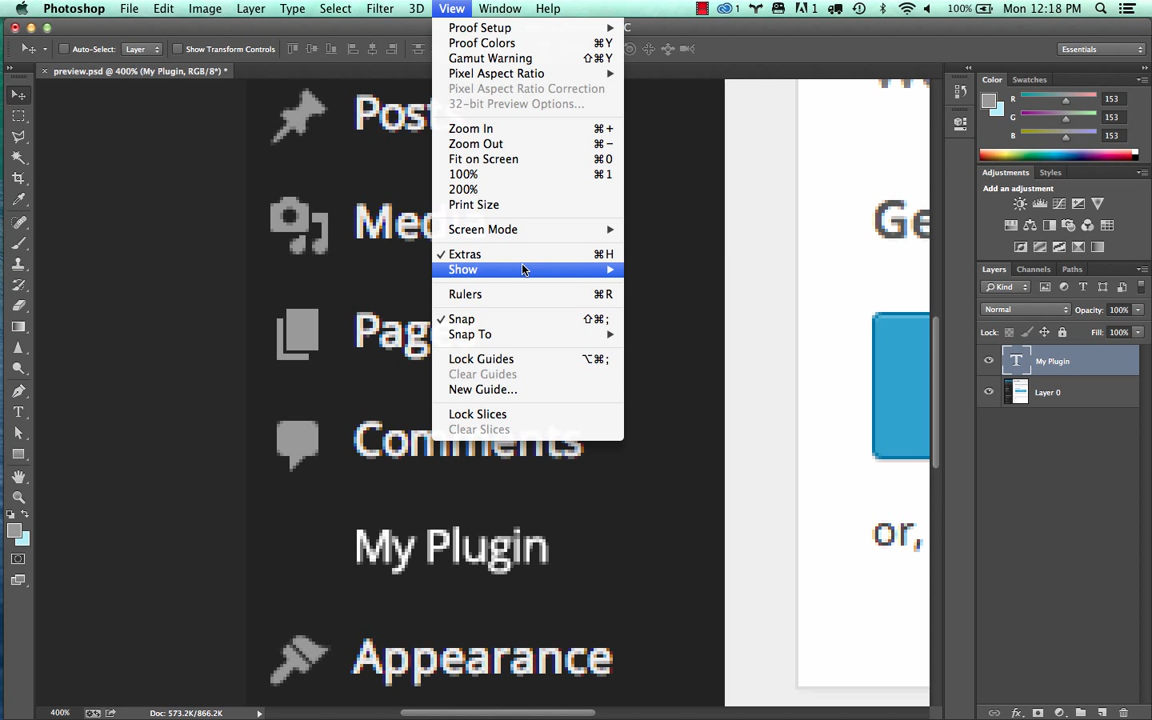 Photoshop File Edit Image Layer Type Select Filter 3D View Window Help
1 1 100% Mon 12:18 PM
Auto-Select: Layer Show Transform Controls Essentials
preview.psd @ 400% (My Plugin, RGB/8*) *
Proof Setup
Proof Colors ⌘Y
Gamut Warning ⇧⌘Y
Pixel Aspect Ratio
Pixel Aspect Ratio Correction
32-bit Preview Options...
Zoom In ⌘+
Zoom Out ⌘−
Fit on Screen ⌘0
100% ⌘1
200%
Print Size
Screen Mode
Extras ⌘H
Show
Rulers ⌘R
Snap ⇧⌘;
Snap To
Lock Guides ⌥⌘;
Clear Guides
New Guide...
Lock Slices
Clear Slices
Posts
Media
Comments
My Plugin
Appearance
Ge
or,
Color Swatches
R 153
G 153
B 153
Adjustments Styles
Add an adjustment
Layers Channels Paths
Kind
Normal Opacity: 100%
Lock: Fill: 100%
T My Plugin
Layer 0
400% Doc: 573.2K/866.2K
fx